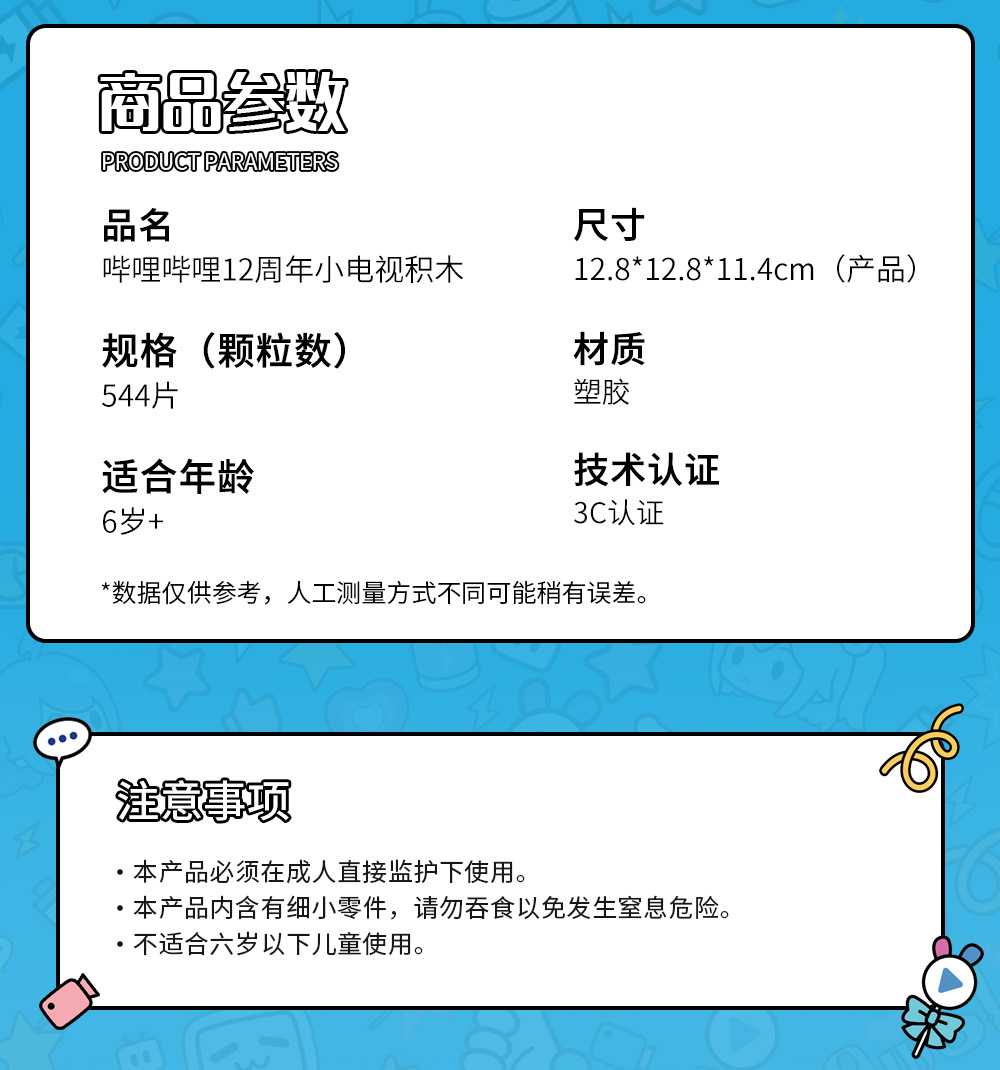 商品参数
PRODUCT PARAMETERS
品名
哔哩哔哩12周年小电视积木
尺寸
12.8*12.8*11.4cm（产品）
规格（颗粒数）
544片
材质
塑胶
适合年龄
6岁+
技术认证
3C认证
*数据仅供参考，人工测量方式不同可能稍有误差。
注意事项
·本产品必须在成人直接监护下使用。
·本产品内含有细小零件，请勿吞食以免发生窒息危险。
·不适合六岁以下儿童使用。